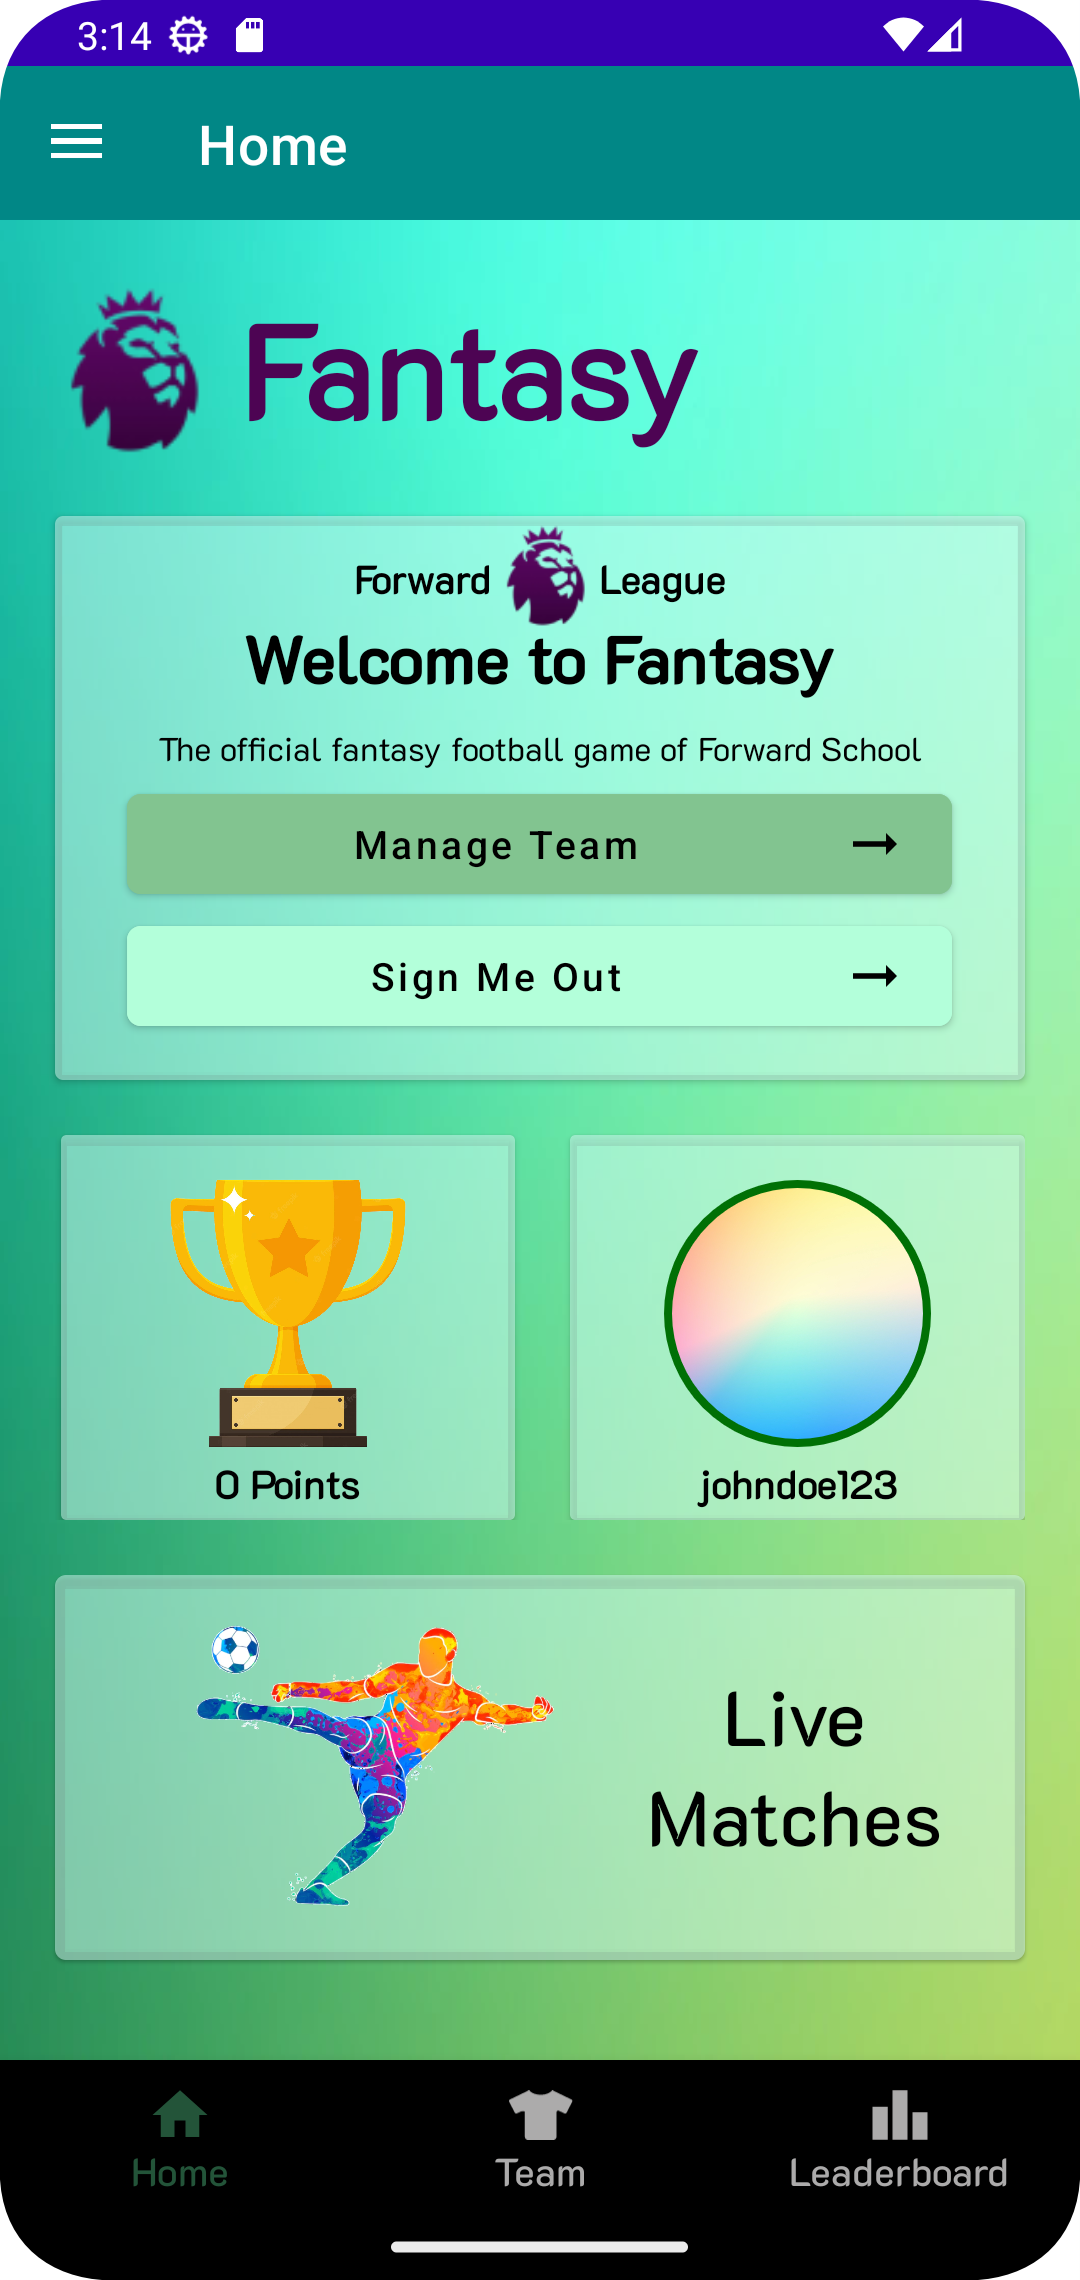 3:14
Home
Fantasy
Forward League
Welcome to Fantasy
The official fantasy football game of Forward School
Manage Team
Sign Me Out
0 Points
johndoe123
Live
Matches
Home
Team
Leaderboard